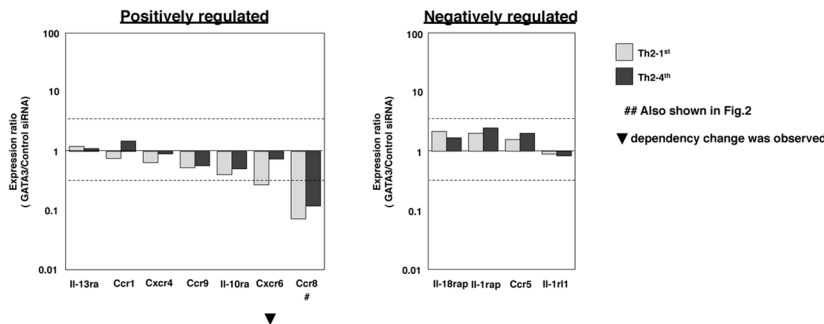 Positively regulated
Negatively regulated
100
10
1
0.1
0.01
Expression ratio
( GATA3/Control siRNA)
Il-13ra Ccr1 Cxcr4 Ccr9 Il-10ra Cxcr6 Ccr8
#
▼
100
10
1
0.1
0.01
Expression ratio
( GATA3/Control siRNA)
Il-18rap Il-1rap Ccr5 Il-1rl1
Th2-1st
Th2-4th
## Also shown in Fig.2
▼ dependency change was observed